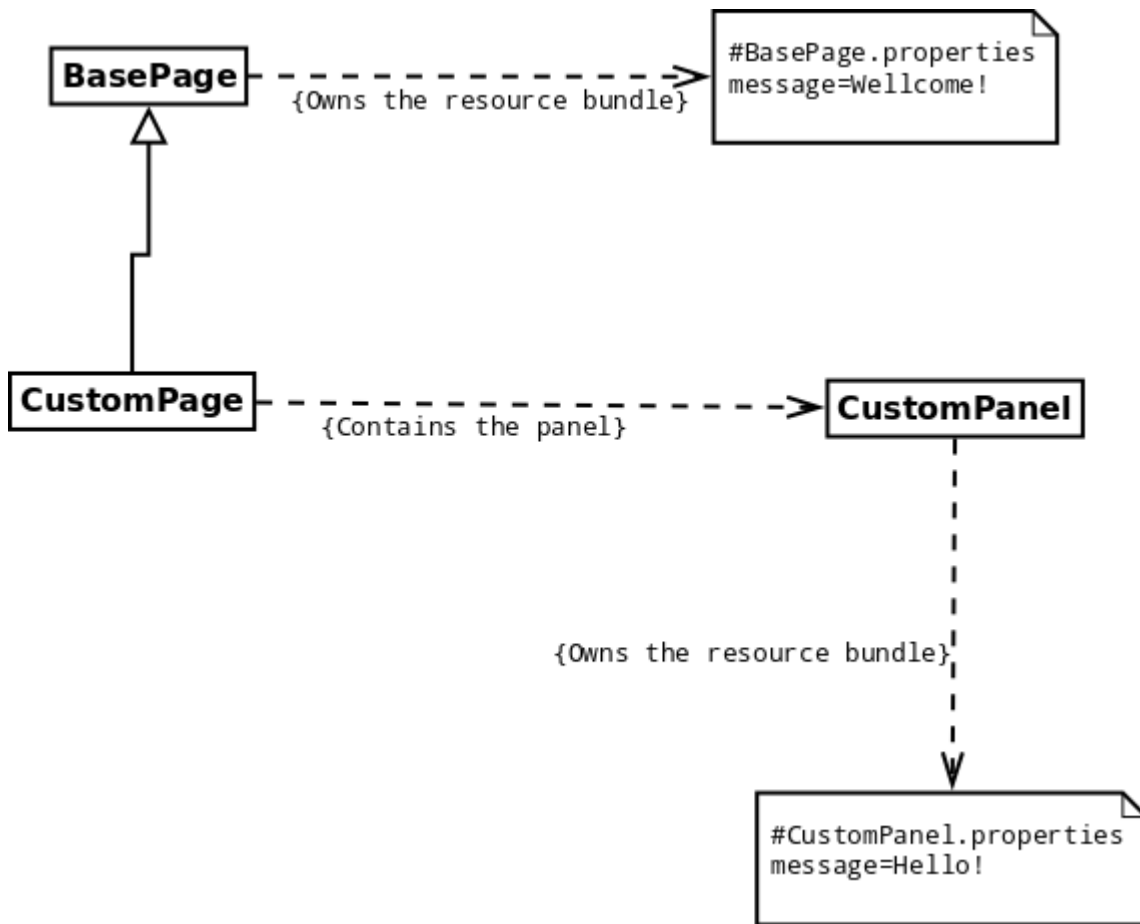 BasePage
{Owns the resource bundle}
#BasePage.properties
message=Wellcome!
CustomPage
{Contains the panel}
CustomPanel
{Owns the resource bundle}
#CustomPanel.properties
message=Hello!